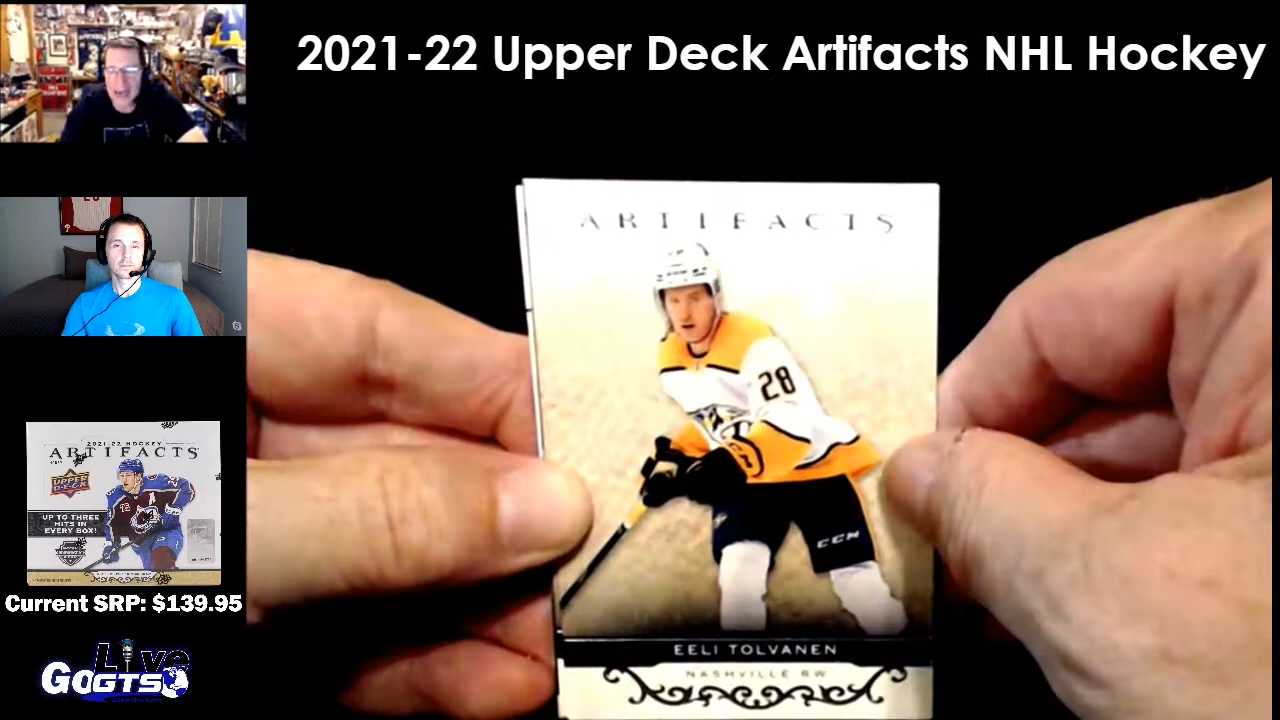 2021-22 Upper Deck Artifacts NHL Hockey
ARTIFACTS
28
CCM
EELI TOLVANEN
NASHVILLE RW
2021-22 HOCKEY
ARTIFACTS
UPPER
DECK
UP TO THREE
HITS IN
EVERY BOX!
Current SRP: $139.95
Live
GoGTS